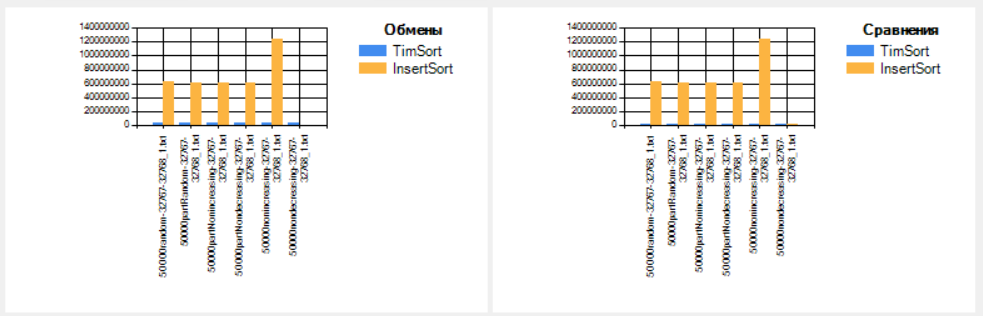 Обмены
TimSort
InsertSort
1400000000
1200000000
1000000000
800000000
600000000
400000000
200000000
0
50000random-32767-32768_1.txt
50000partRandom-32767-
32768_1.txt
50000partNonincreasing-32767-
32768_1.txt
50000partNondecreasing-32767-
32768_1.txt
50000nonincreasing-32767-
32768_1.txt
50000nondecreasing-32767-
32768_1.txt
Сравнения
TimSort
InsertSort
1400000000
1200000000
1000000000
800000000
600000000
400000000
200000000
0
50000random-32767-32768_1.txt
50000partRandom-32767-
32768_1.txt
50000partNonincreasing-32767-
32768_1.txt
50000partNondecreasing-32767-
32768_1.txt
50000nonincreasing-32767-
32768_1.txt
50000nondecreasing-32767-
32768_1.txt